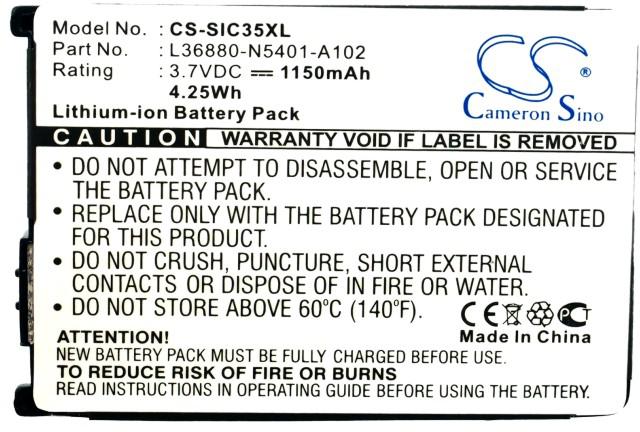 Model No. : CS-SIC35XL
Part No. : L36880-N5401-A102
Rating : 3.7VDC ⎓ 1150mAh
4.25Wh
Lithium-ion Battery Pack
CS ®
Cameron Sino
CAUTION WARRANTY VOID IF LABEL IS REMOVED
• DO NOT ATTEMPT TO DISASSEMBLE, OPEN OR SERVICE
THE BATTERY PACK.
• REPLACE ONLY WITH THE BATTERY PACK DESIGNATED
FOR THIS PRODUCT.
• DO NOT CRUSH, PUNCTURE, SHORT EXTERNAL
CONTACTS OR DISPOSE OF IN FIRE OR WATER.
• DO NOT STORE ABOVE 60°C (140°F).
CE PCT
Made In China
ATTENTION!
NEW BATTERY PACK MUST BE FULLY CHARGED BEFORE USE.
TO REDUCE RISK OF FIRE OR BURNS
READ INSTRUCTIONS IN OPERATING GUIDE BEFORE USING THE BATTERY.